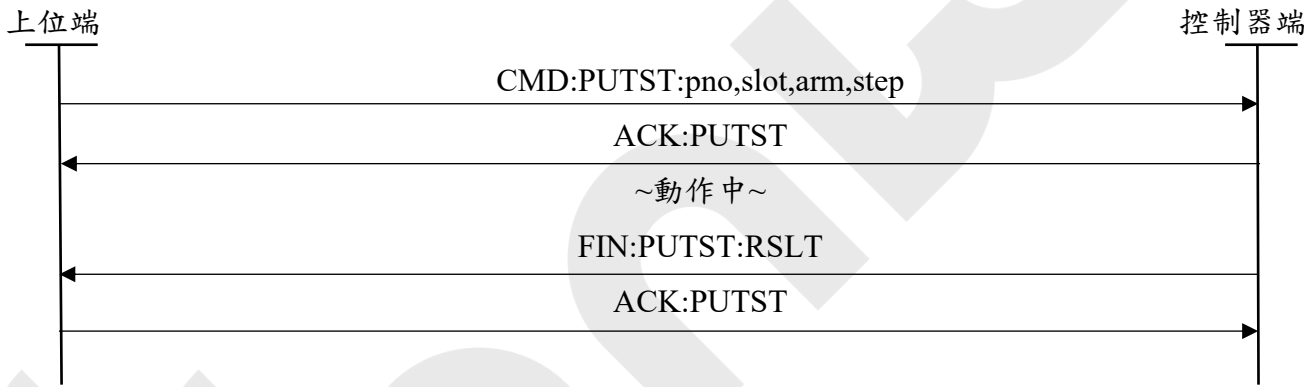 上位端
控制器端
CMD:PUTST:pno,slot,arm,step
ACK:PUTST
~動作中~
FIN:PUTST:RSLT
ACK:PUTST